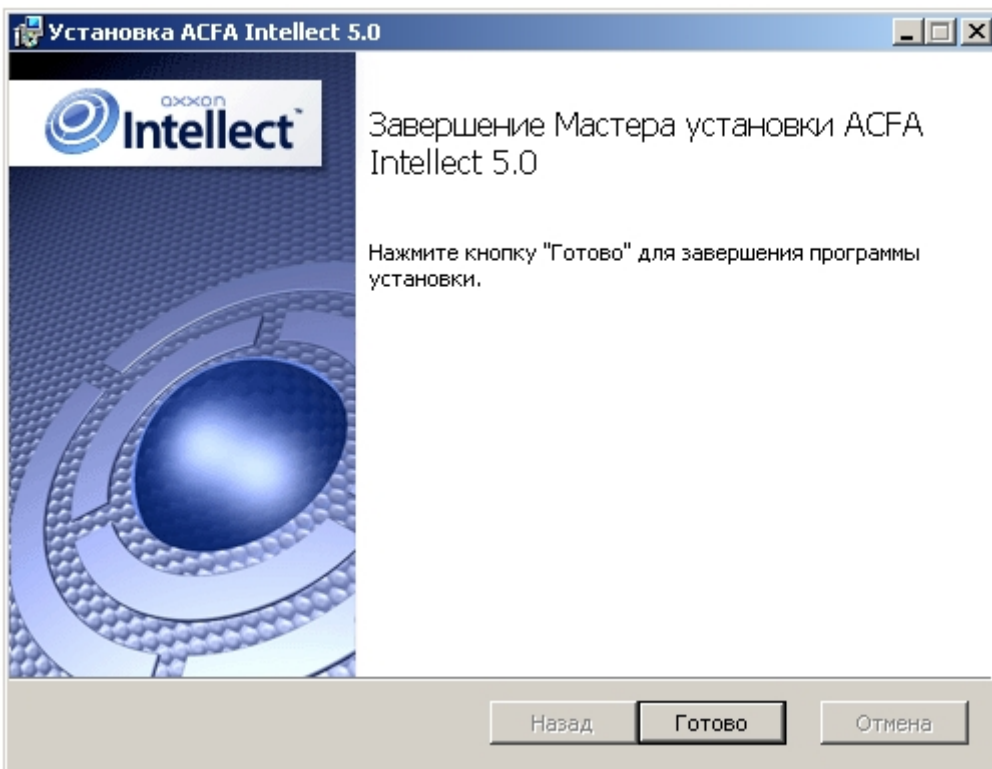 Установка ACFA Intellect 5.0
axxon
Intellect™
Завершение Мастера установки ACFA
Intellect 5.0
Нажмите кнопку "Готово" для завершения программы
установки.
Назад
Готово
Отмена